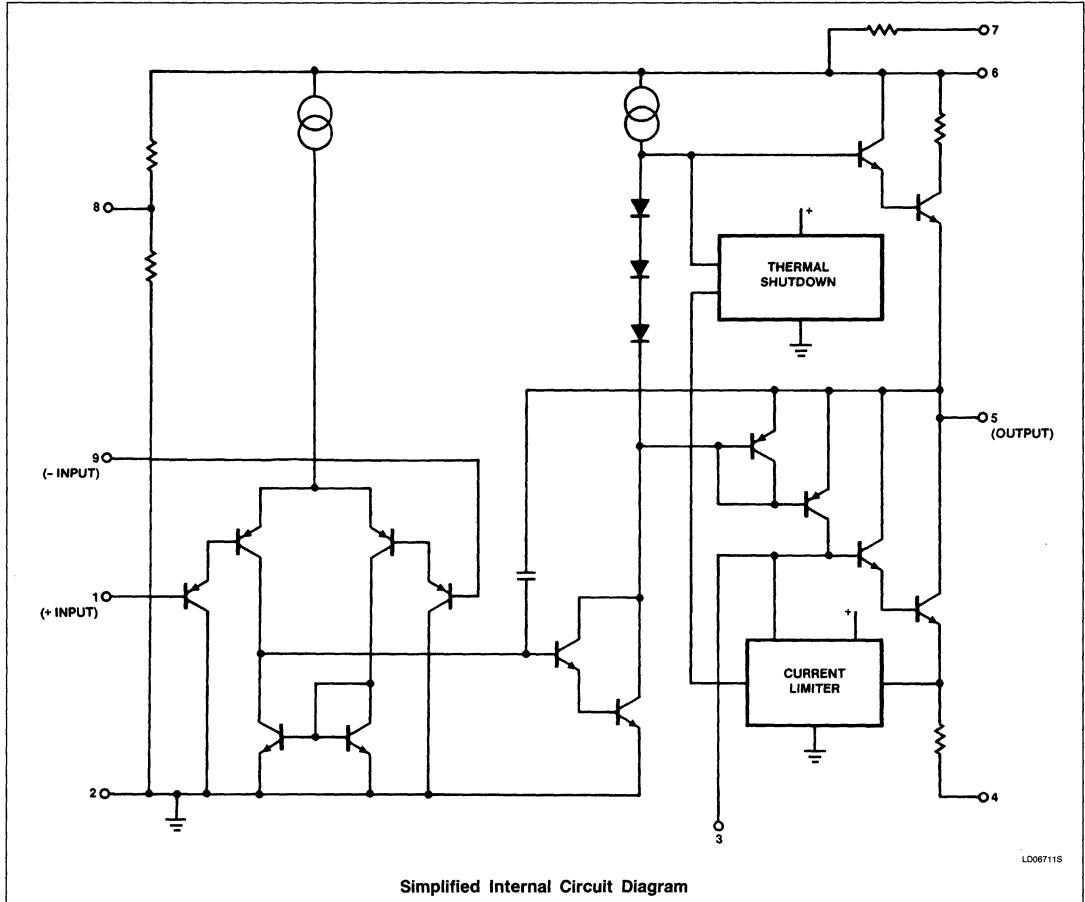 7
6
8
+
THERMAL
SHUTDOWN
5
(OUTPUT)
9
(– INPUT)
1
(+ INPUT)
+
CURRENT
LIMITER
2
4
3
LD06711S
Simplified Internal Circuit Diagram